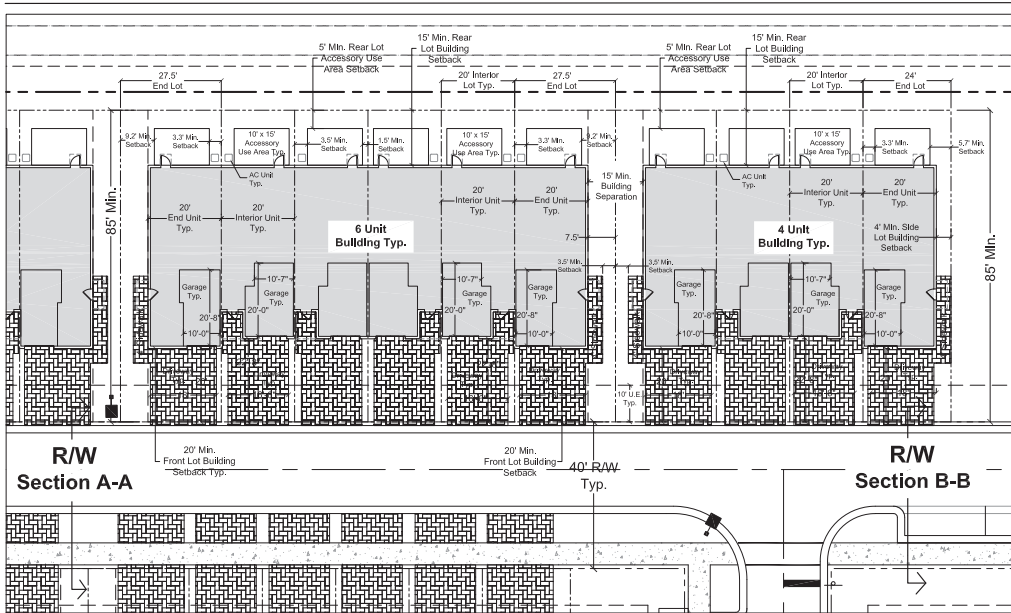 15' Min. Rear
Lot Building
Setback
5' Min. Rear Lot
Accessory Use
Area Setback
27.5'
End Lot
20' Interior
Lot Typ.
27.5'
End Lot
15' Min. Rear
Lot Building
Setback
5' Min. Rear Lot
Accessory Use
Area Setback
20' Interior
Lot Typ.
24'
End Lot
9.2' Min.
Setback
3.3' Min.
Setback
10' x 15'
Accessory
Use Area Typ.
3.5' Min.
Setback
1.5' Min.
Setback
10' x 15'
Accessory
Use Area Typ.
3.3' Min.
Setback
9.2' Min.
Setback
10' x 15'
Accessory
Use Area Typ.
3.3' Min.
Setback
5.7' Min.
Setback
AC Unit
Typ.
AC Unit
Typ.
15' Min.
Building
Separation
85' Min.
20'
End Unit
Typ.
20'
Interior Unit
Typ.
6 Unit
Building Typ.
20'
Interior Unit
Typ.
20'
End Unit
Typ.
7.5'
4 Unit
Building Typ.
20'
Interior Unit
Typ.
20'
End Unit
Typ.
4' Min. Side
Lot Building
Setback
85' Min.
3.5' Min.
Setback
3.5' Min.
Setback
Garage
Typ.
10'-7"
Garage
Typ.
20'-8"
20'-0"
10'-0"
10'-7"
Garage
Typ.
20'-0"
Garage
Typ.
20'-8"
10'-0"
Garage
Typ.
20'-8"
10'-0"
10'-7"
Garage
Typ.
20'-0"
Garage
Typ.
20'-8"
10'-0"
10' U.E.
Typ.
R/W
Section A-A
20' Min.
Front Lot Building
Setback Typ.
20' Min.
Front Lot Building
Setback
40' R/W
Typ.
R/W
Section B-B